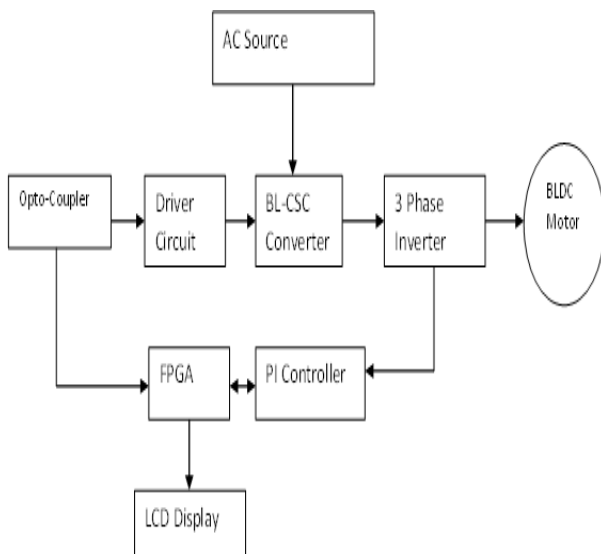 AC Source
Opto-Coupler
Driver
Circuit
BL-CSC
Converter
3 Phase
Inverter
BLDC
Motor
FPGA
PI Controller
LCD Display